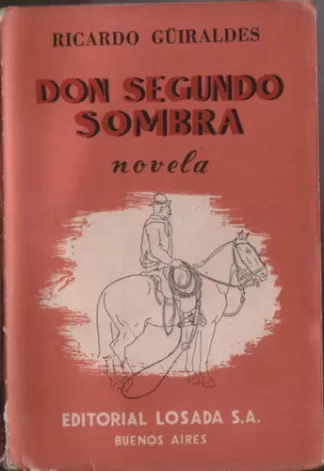 RICARDO GÜIRALDES
DON SEGUNDO
SOMBRA
novela
EDITORIAL LOSADA S.A.
BUENOS AIRES